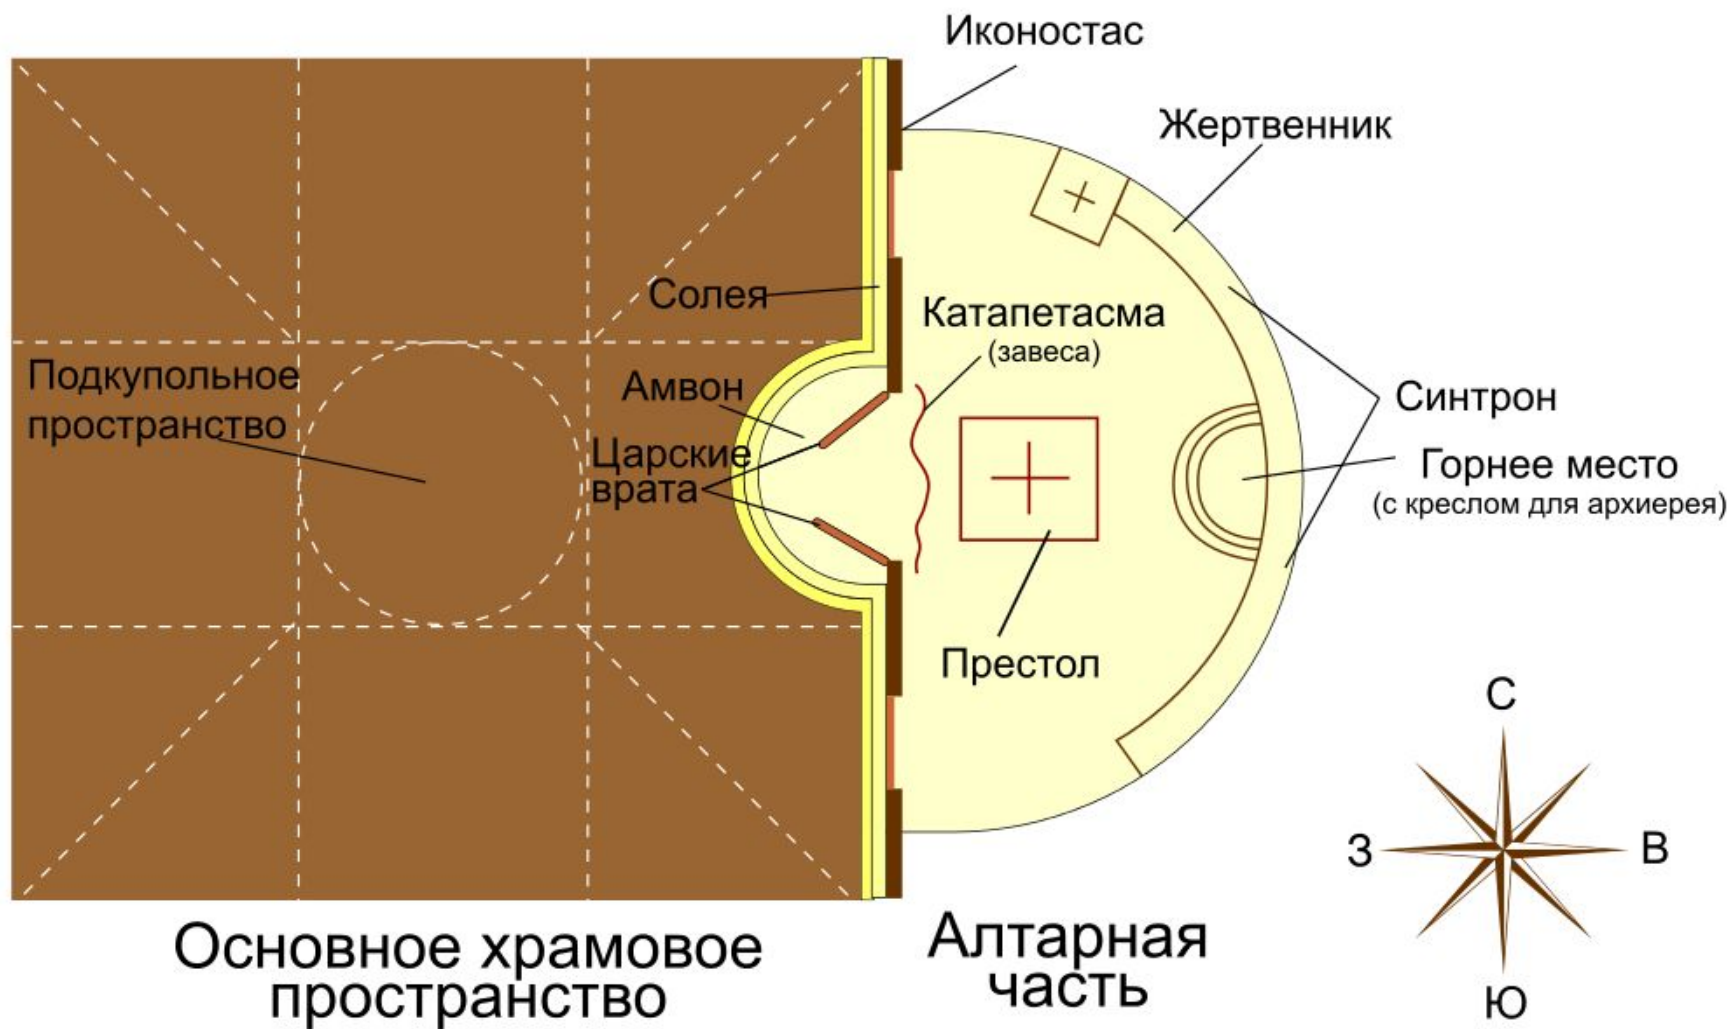 Иконостас
Жертвенник
Солея
Катапетасма
(завеса)
Подкупольное
пространство
Амвон
Царские
врата
Синтрон
Горнее место
(с креслом для архиерея)
Престол
С
З
В
Ю
Основное храмовое
пространство
Алтарная
часть